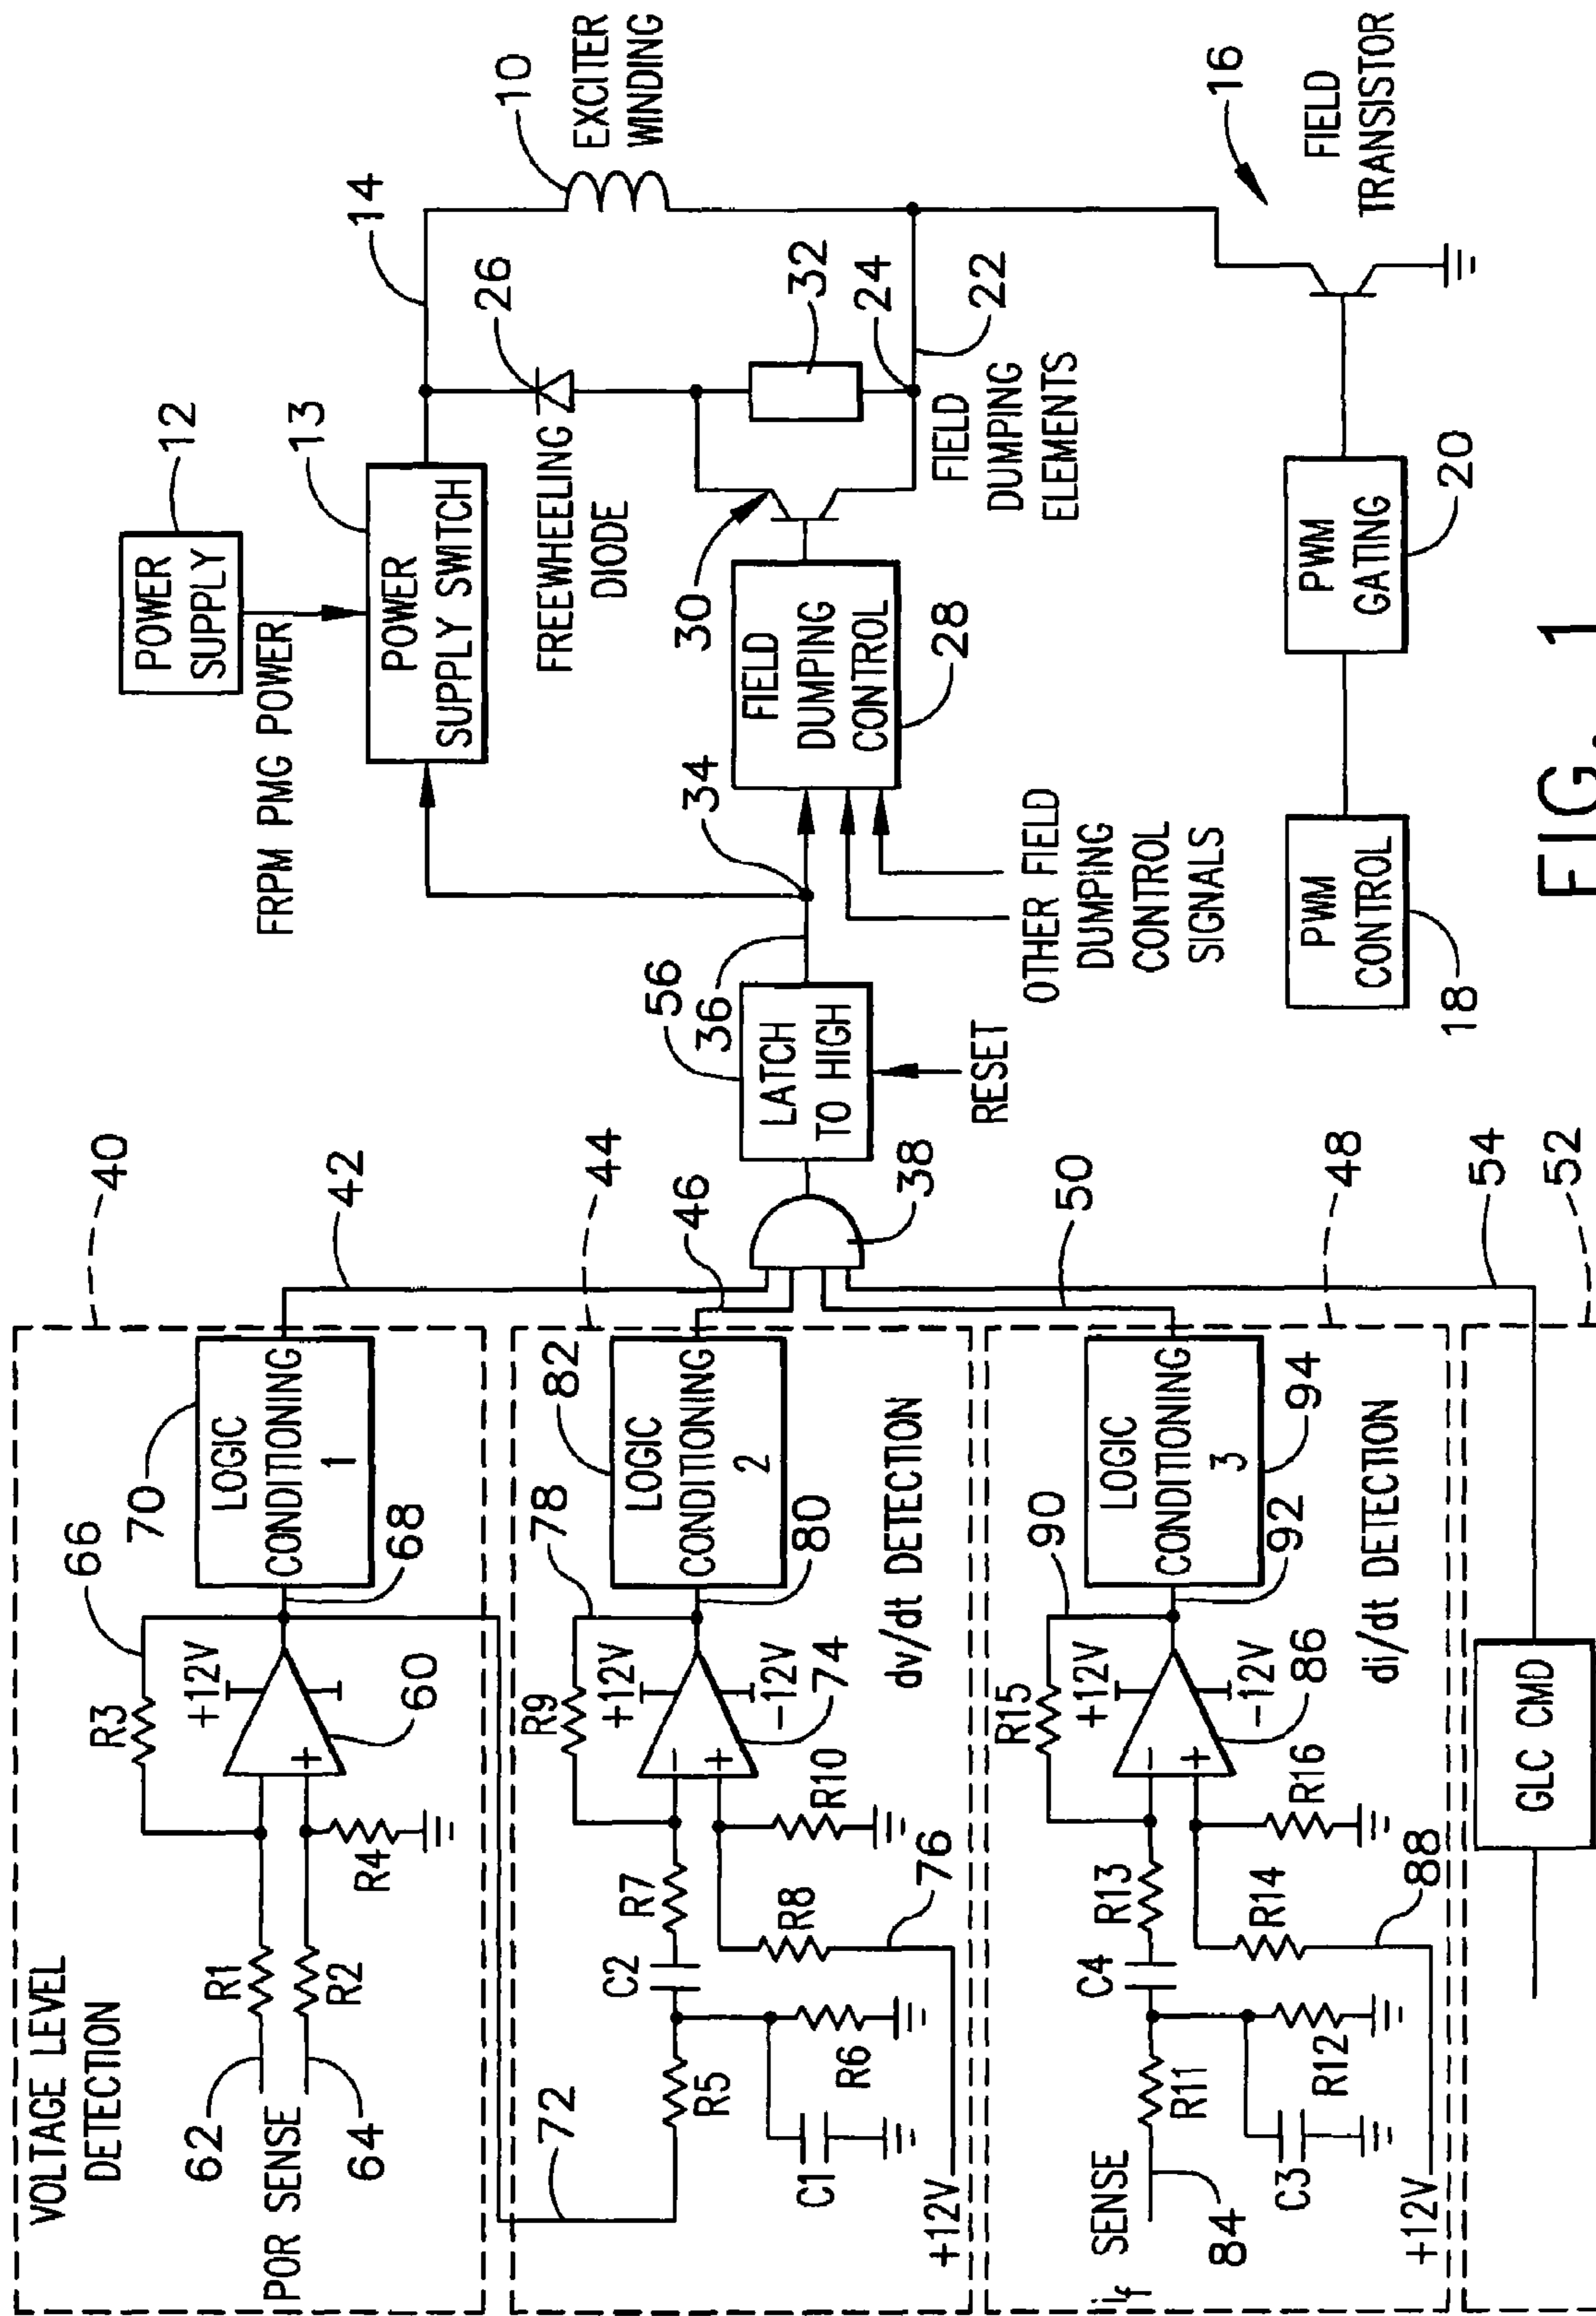 VOLTAGE LEVEL
DETECTION
62
POR SENSE
64
R1
R2
R4
R3
66
+12V
+
60
68
70
LOGIC
CONDITIONING
1
40
42
72
R5
C1
R6
C2
R7
R8
76
+12V
R9
+12V
−
+
-12V
R10
74
78
80
82
LOGIC
CONDITIONING
2
dv/dt DETECTION
44
46
if SENSE
84
R11
C3
R12
C4
R13
R14
88
+12V
R15
+12V
−
+
-12V
R16
86
90
92
LOGIC
CONDITIONING
3
94
di/dt DETECTION
48
50
GLC CMD
54
52
38
LATCH
TO HIGH
56
36
RESET
34
OTHER FIELD
DUMPING
CONTROL
SIGNALS
FIELD
DUMPING
CONTROL
28
30
FRPM PMG POWER
POWER
SUPPLY
12
POWER
SUPPLY SWITCH
13
FREEWHEELING
DIODE
26
14
10
EXCITER
WINDING
32
24
22
FIELD
DUMPING
ELEMENTS
16
FIELD
TRANSISTOR
PWM
CONTROL
18
PWM
GATING
20
FIG. 1